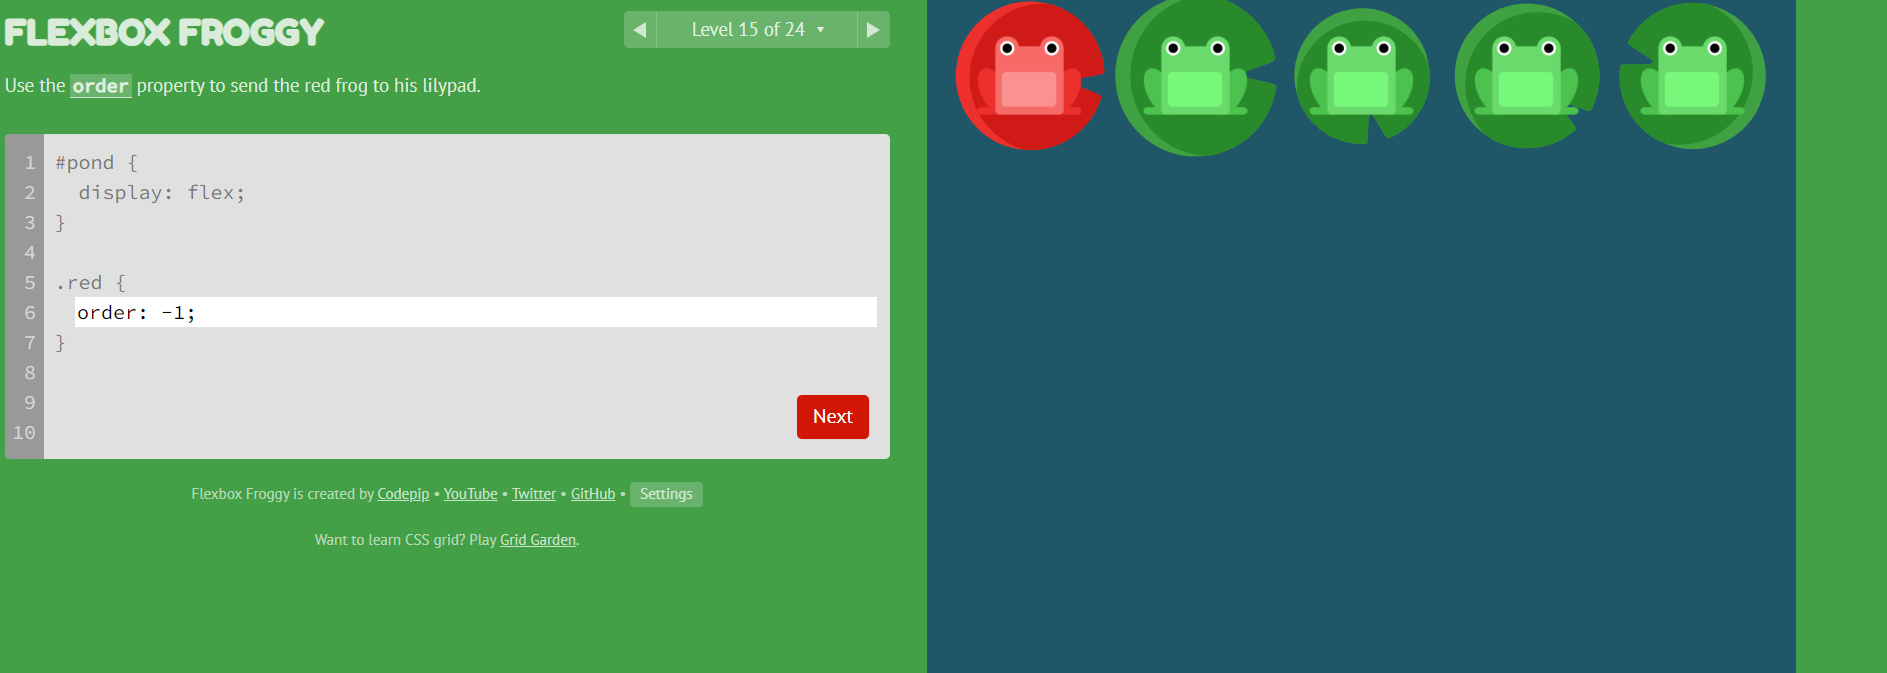 FLEXBOX FROGGY
Level 15 of 24
Use the order property to send the red frog to his lilypad.
1 #pond {
2   display: flex;
3 }
4
5 .red {
6   order: -1;
7 }
8
9
10
Next
Flexbox Froggy is created by Codepip • YouTube • Twitter • GitHub • Settings
Want to learn CSS grid? Play Grid Garden.